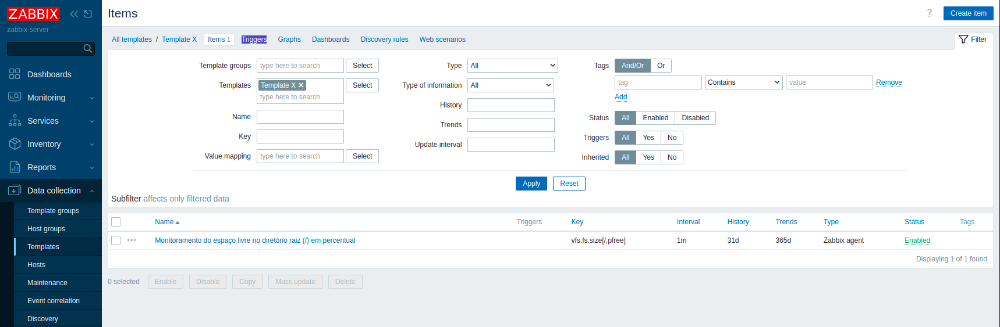 ZABBIX
zabbix-server
Dashboards
Monitoring
Services
Inventory
Reports
Data collection
Template groups
Host groups
Templates
Hosts
Maintenance
Event correlation
Discovery
Items
? Create item
All templates / Template X Items 1 Triggers Graphs Dashboards Discovery rules Web scenarios
Filter
Template groups type here to search Select
Templates Template X ✕ Select
type here to search
Name
Key
Value mapping type here to search Select
Type All
Type of information All
History
Trends
Update interval
Tags And/Or Or
tag Contains value Remove
Add
Status All Enabled Disabled
Triggers All Yes No
Inherited All Yes No
Apply Reset
Subfilter affects only filtered data
Name Triggers Key Interval History Trends Type Status Tags
Monitoramento do espaço livre no diretório raiz (/) em percentual vfs.fs.size[/,pfree] 1m 31d 365d Zabbix agent Enabled
Displaying 1 of 1 found
0 selected Enable Disable Copy Mass update Delete